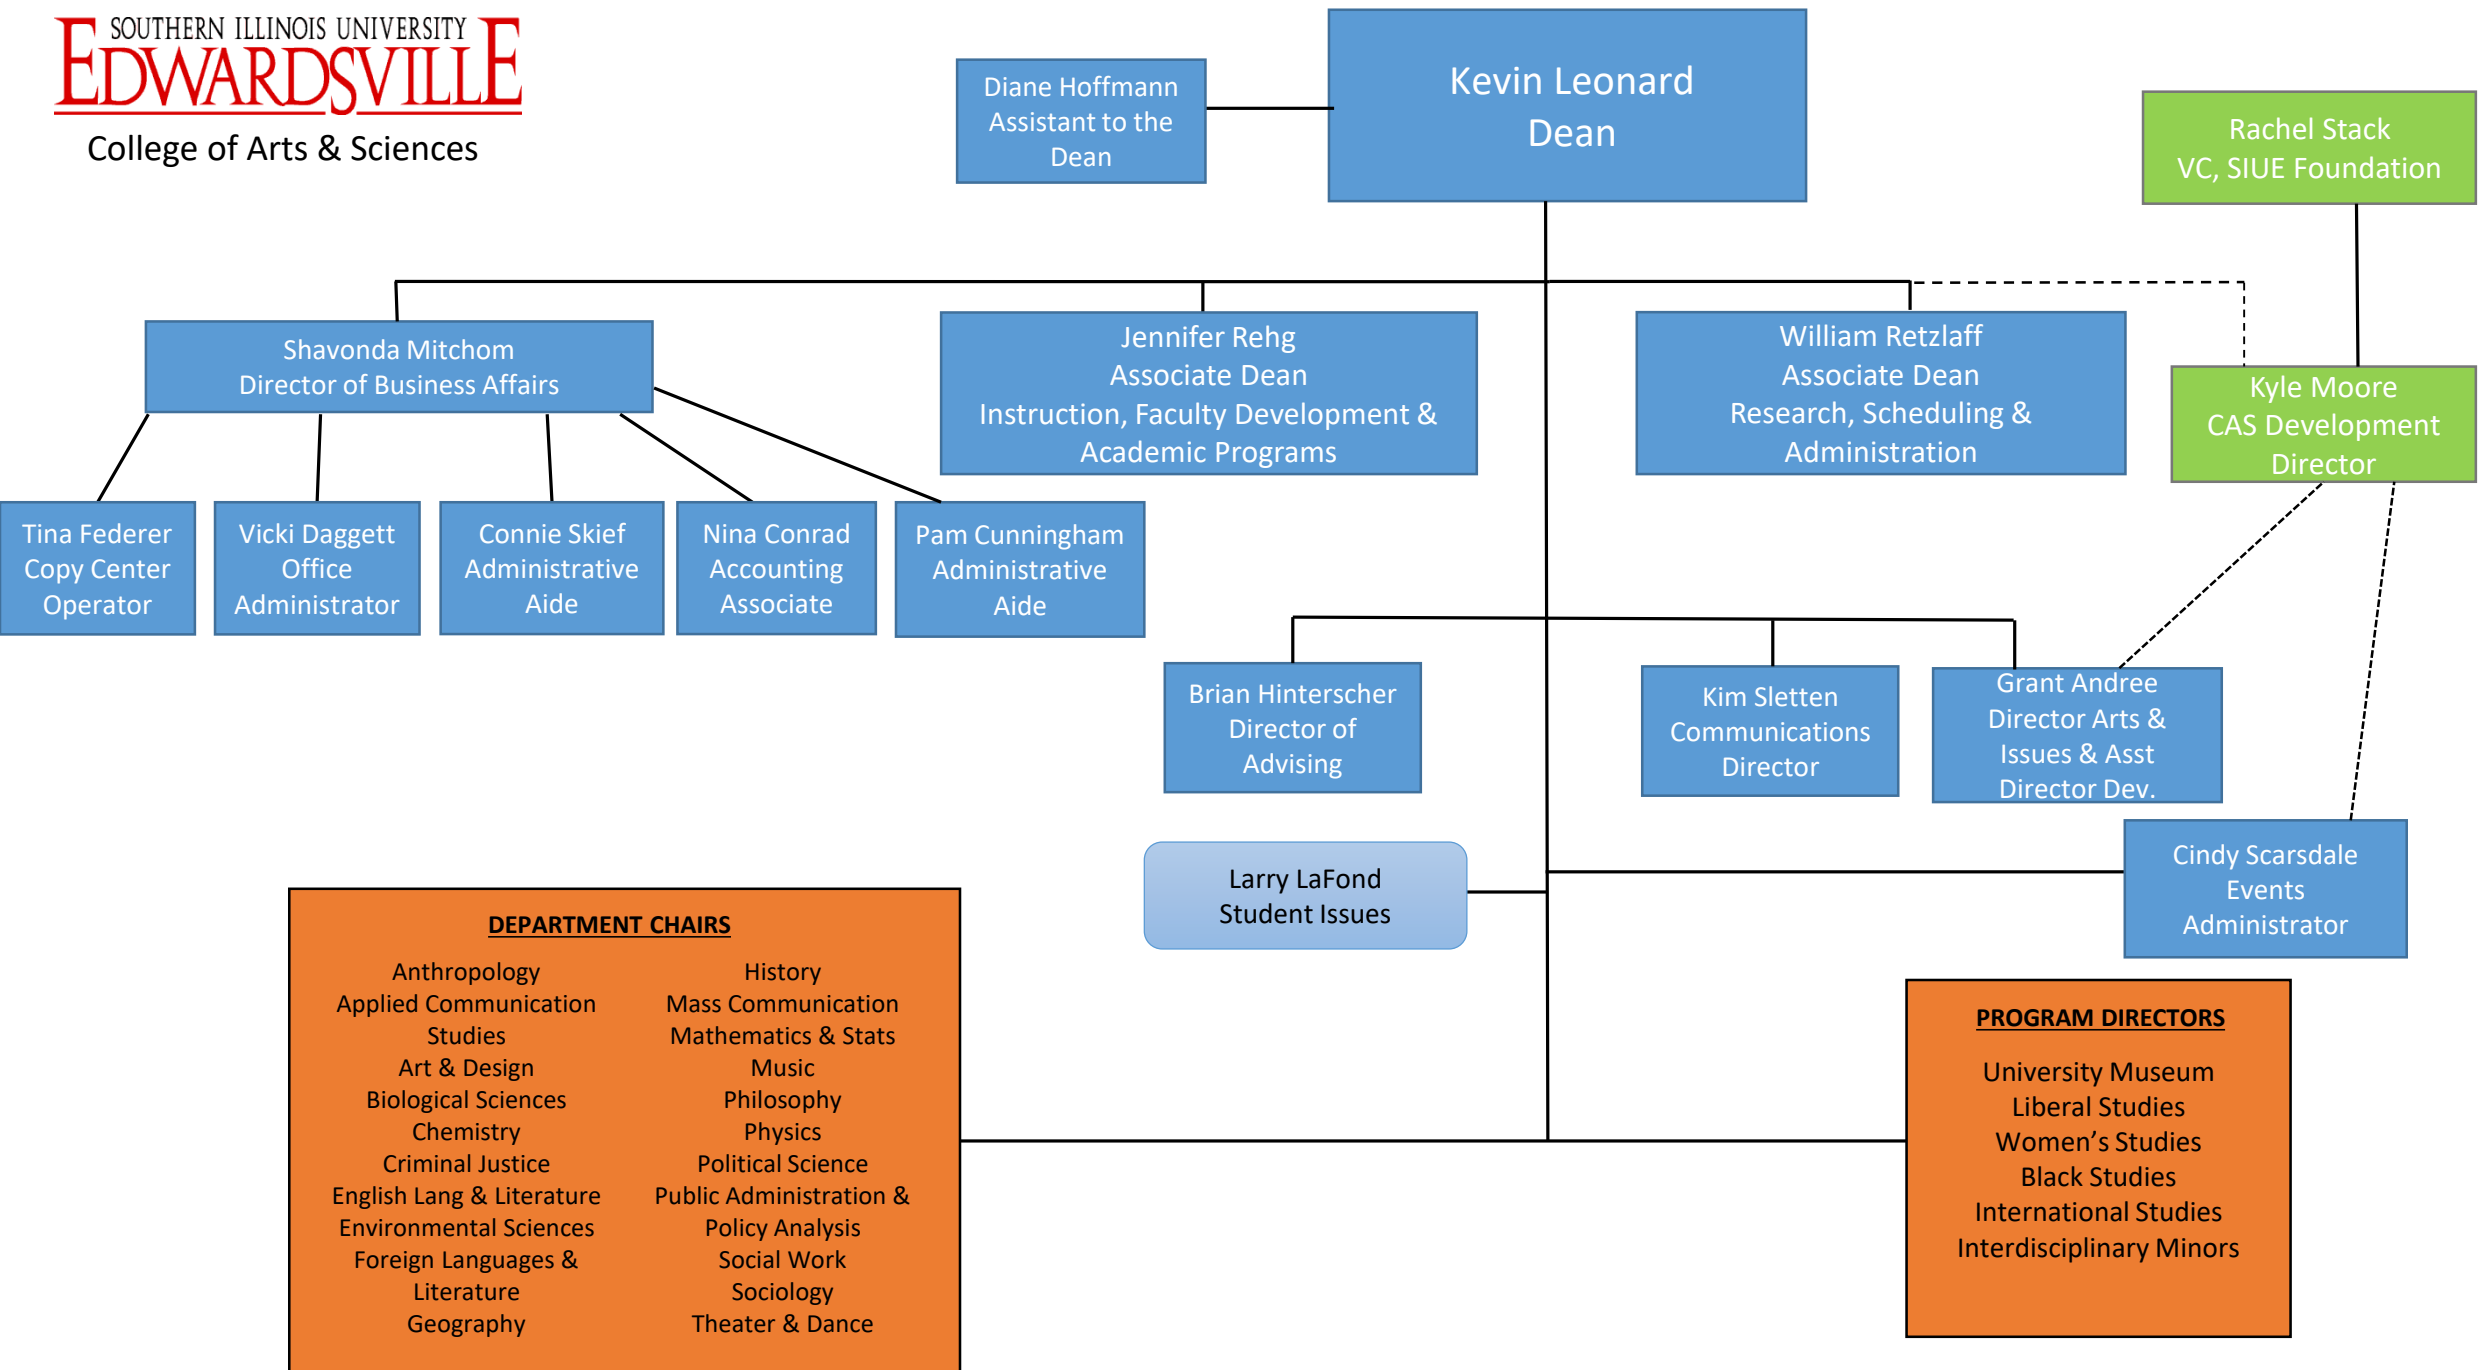 SOUTHERN ILLINOIS UNIVERSITY
EDWARDSVILLE
College of Arts & Sciences
Diane Hoffmann
Assistant to the
Dean
Kevin Leonard
Dean
Rachel Stack
VC, SIUE Foundation
Shavonda Mitchom
Director of Business Affairs
Jennifer Rehg
Associate Dean
Instruction, Faculty Development &
Academic Programs
William Retzlaff
Associate Dean
Research, Scheduling &
Administration
Kyle Moore
CAS Development
Director
Tina Federer
Copy Center
Operator
Vicki Daggett
Office
Administrator
Connie Skief
Administrative
Aide
Nina Conrad
Accounting
Associate
Pam Cunningham
Administrative
Aide
Brian Hinterscher
Director of
Advising
Kim Sletten
Communications
Director
Grant Andree
Director Arts &
Issues & Asst
Director Dev.
Larry LaFond
Student Issues
Cindy Scarsdale
Events
Administrator
DEPARTMENT CHAIRS
Anthropology
Applied Communication
Studies
Art & Design
Biological Sciences
Chemistry
Criminal Justice
English Lang & Literature
Environmental Sciences
Foreign Languages &
Literature
Geography
History
Mass Communication
Mathematics & Stats
Music
Philosophy
Physics
Political Science
Public Administration &
Policy Analysis
Social Work
Sociology
Theater & Dance
PROGRAM DIRECTORS
University Museum
Liberal Studies
Women’s Studies
Black Studies
International Studies
Interdisciplinary Minors